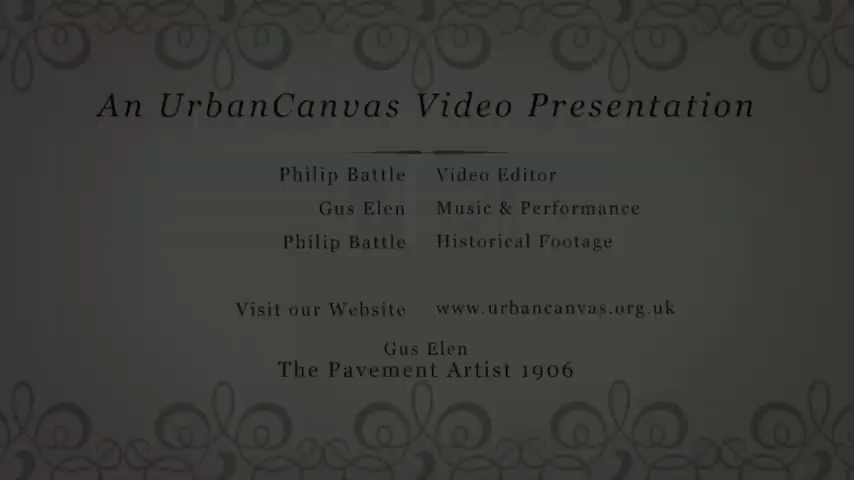 An UrbanCanvas Video Presentation
Philip Battle Video Editor
Gus Elen Music & Performance
Philip Battle Historical Footage
Visit our Website www.urbancanvas.org.uk
Gus Elen
The Pavement Artist 1906